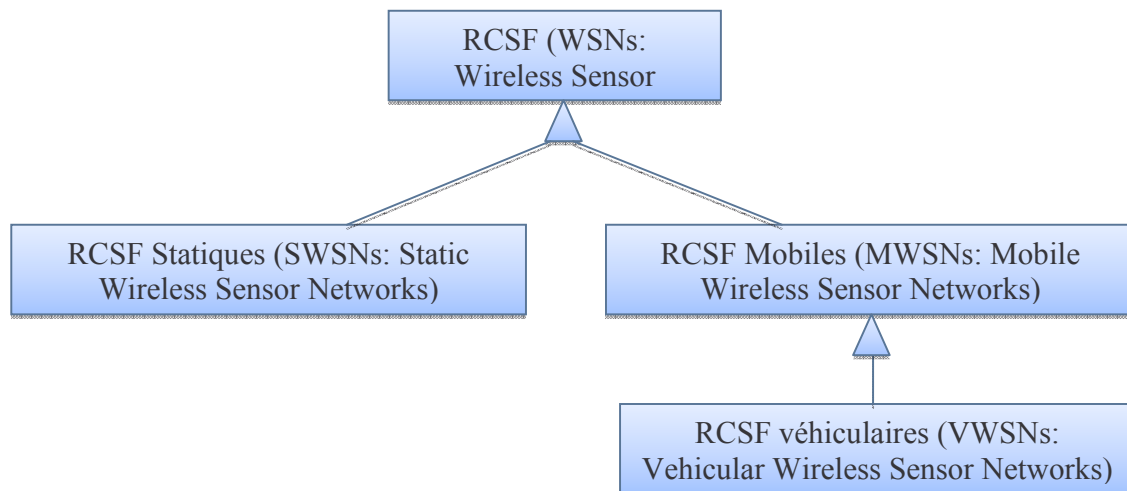 RCSF (WSNs:
Wireless Sensor
RCSF Statiques (SWSNs: Static
Wireless Sensor Networks)
RCSF Mobiles (MWSNs: Mobile
Wireless Sensor Networks)
RCSF véhiculaires (VWSNs:
Vehicular Wireless Sensor Networks)